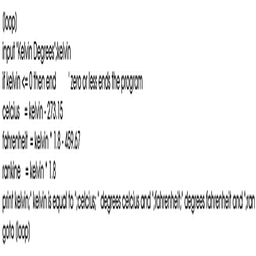 [loop]
input "Kelvin Degrees";kelvin
if kelvin <= 0 then end ' zero or less ends the program
celcius = kelvin - 273.15
fahrenheit = kelvin * 1.8 - 459.67
rankine = kelvin * 1.8
print kelvin;" kelvin is equal to ";celcius; " degrees celcius and ";fahrenheit;" degrees fahrenheit and ";ran
goto [loop]